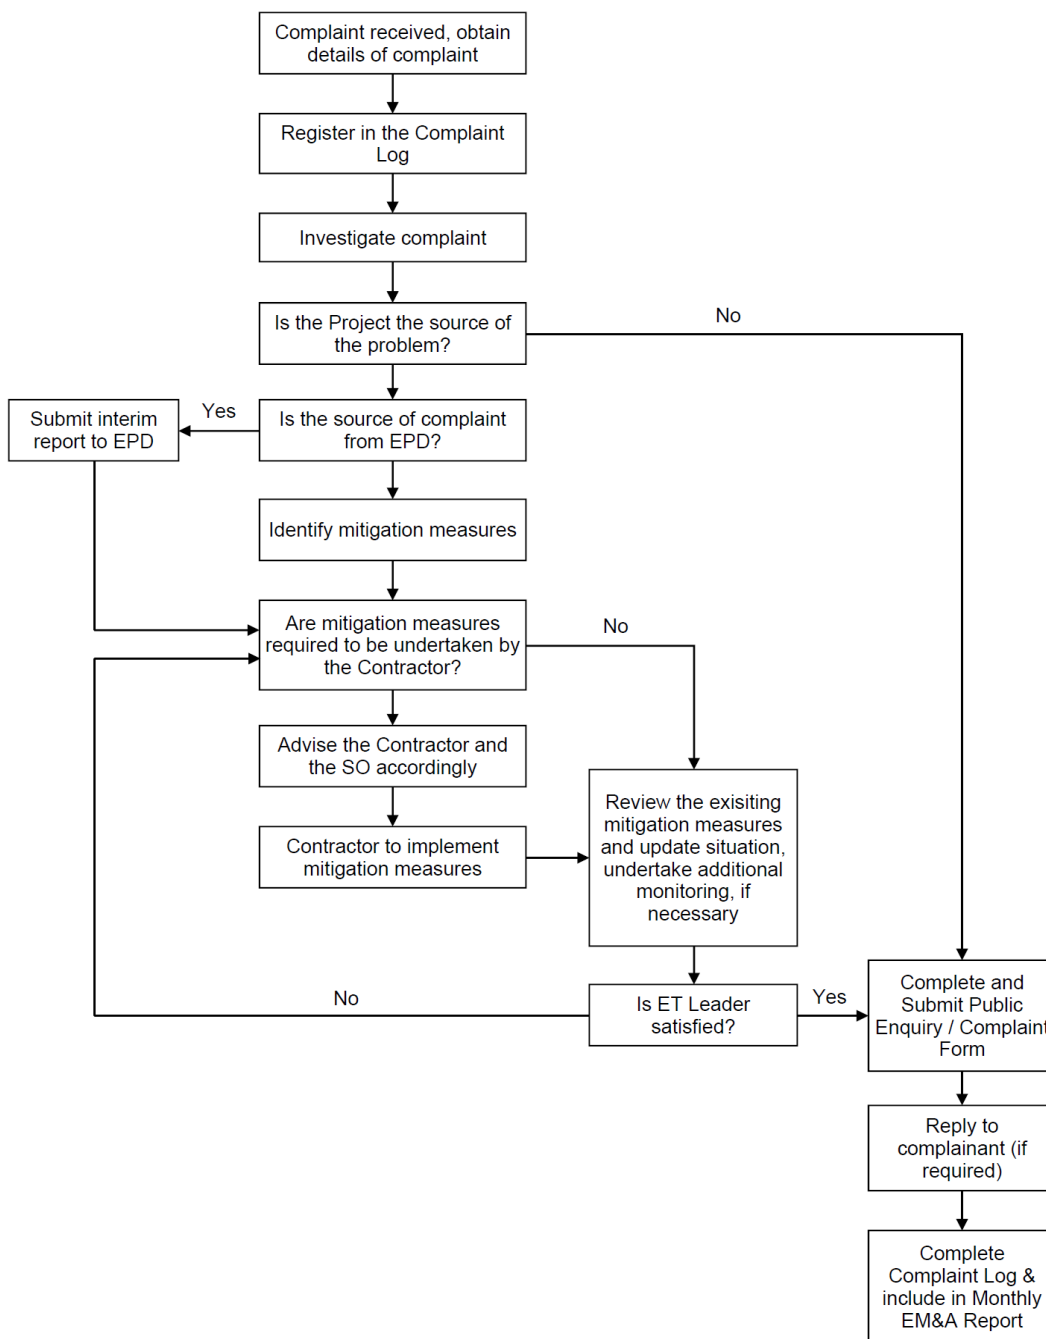 Complaint received, obtain
details of complaint
Register in the Complaint
Log
Investigate complaint
Is the Project the source of
the problem?
No
Submit interim
report to EPD
Yes
Is the source of complaint
from EPD?
Identify mitigation measures
Are mitigation measures
required to be undertaken by
the Contractor?
No
Advise the Contractor and
the SO accordingly
Contractor to implement
mitigation measures
Review the exisiting
mitigation measures
and update situation,
undertake additional
monitoring, if
necessary
No
Is ET Leader
satisfied?
Yes
Complete and
Submit Public
Enquiry / Complaint
Form
Reply to
complainant (if
required)
Complete
Complaint Log &
include in Monthly
EM&A Report